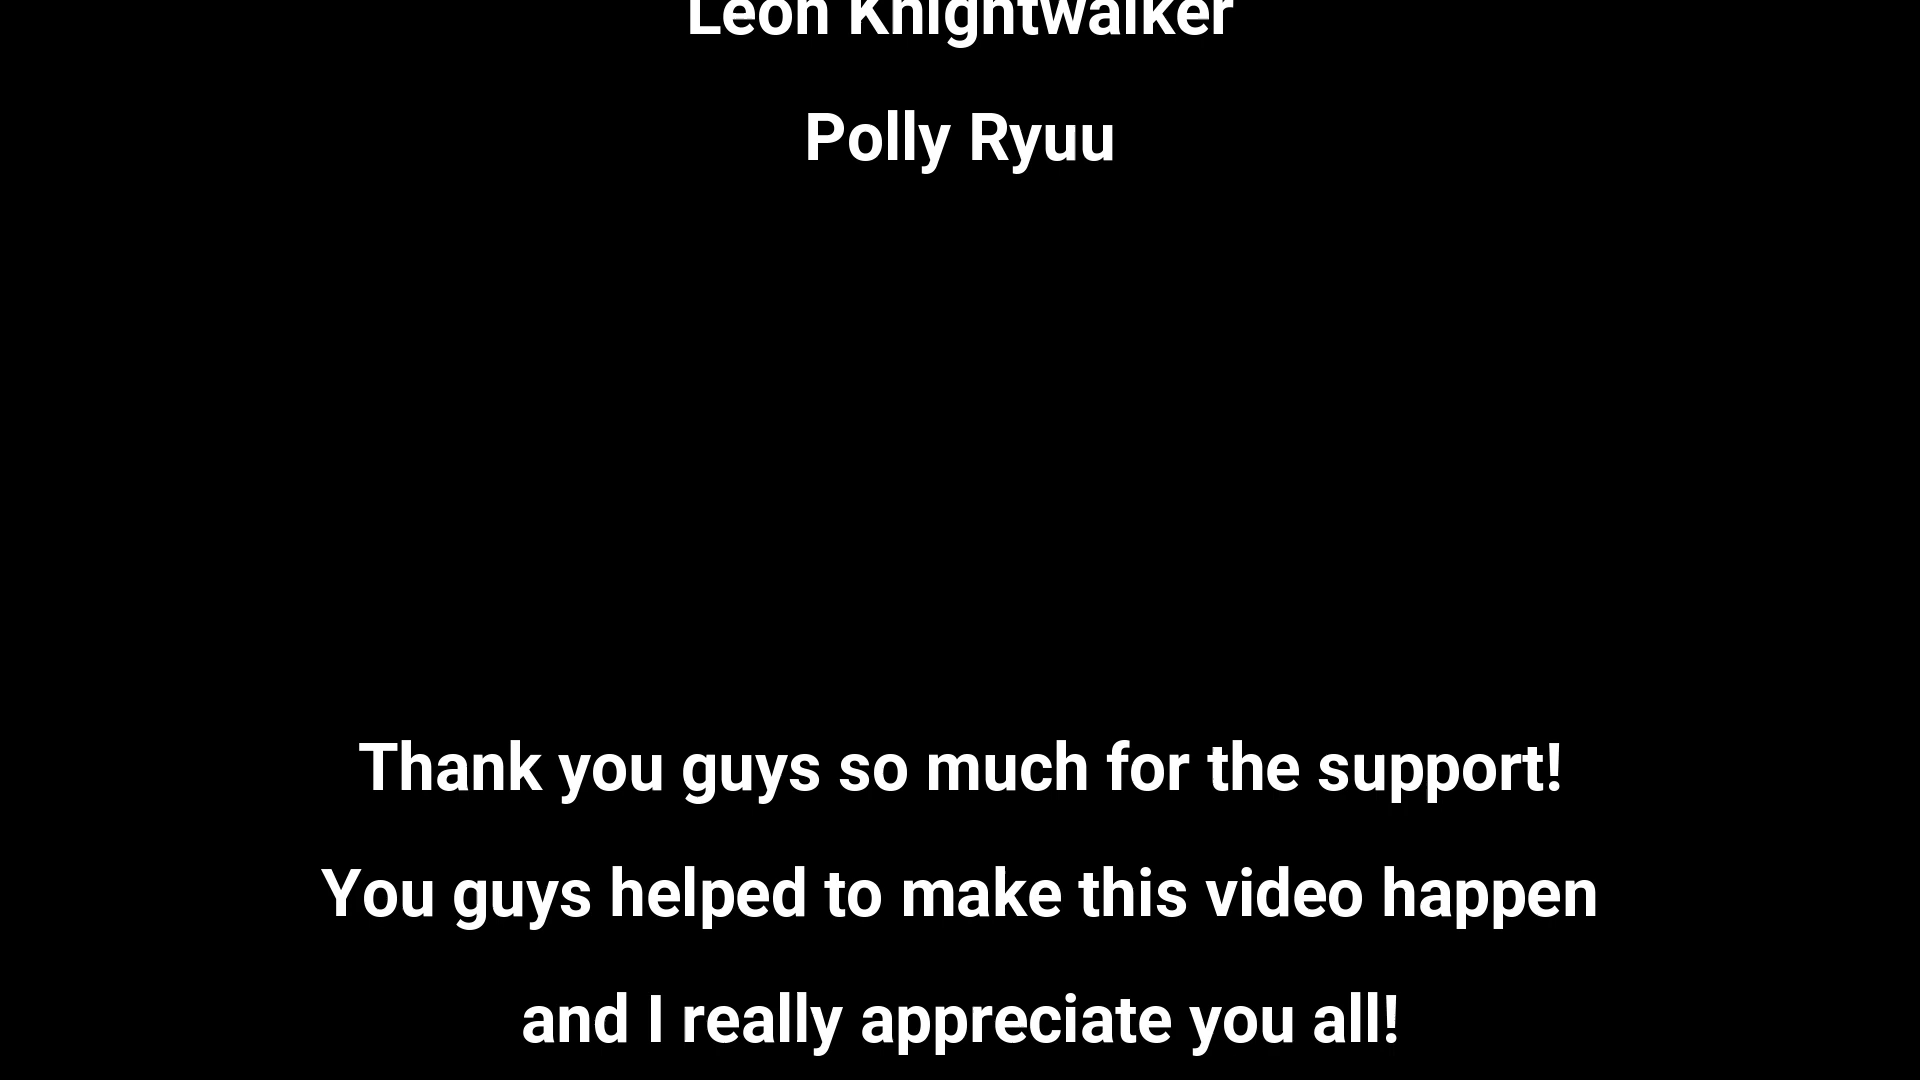 Leon Knightwalker
Polly Ryuu
Thank you guys so much for the support!
You guys helped to make this video happen
and I really appreciate you all!